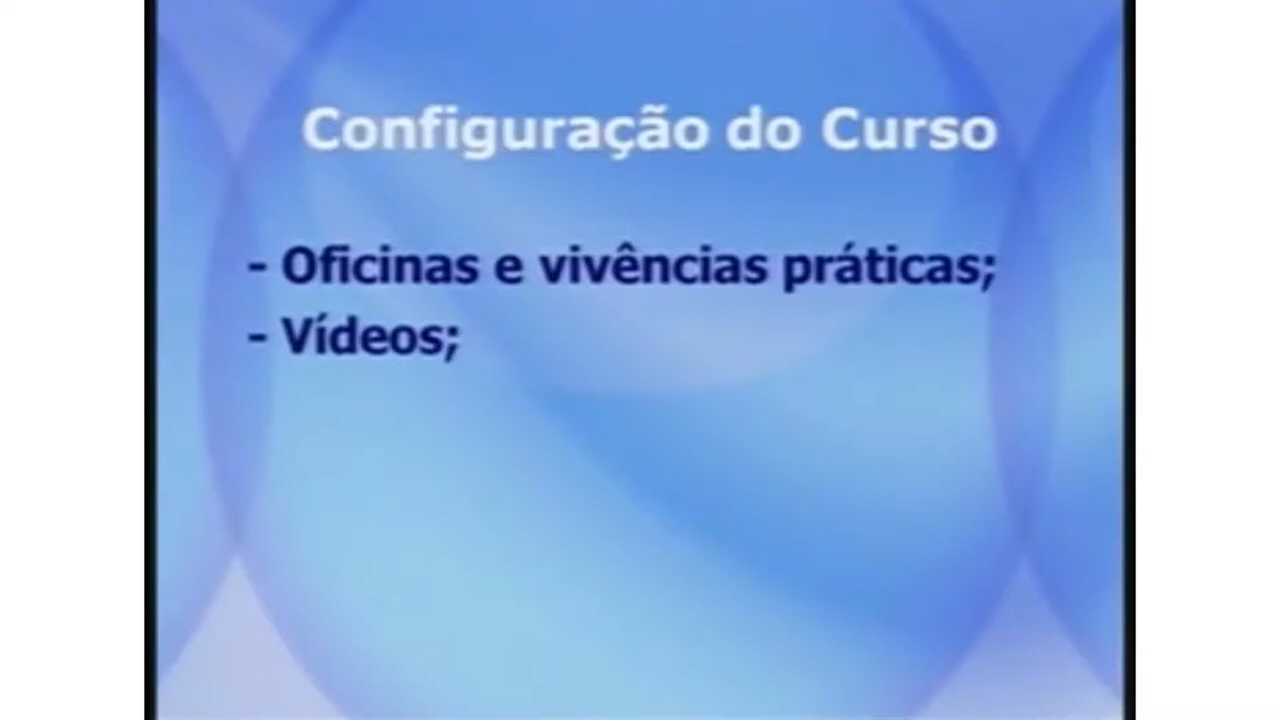 Configuração do Curso
- Oficinas e vivências práticas;
- Vídeos;